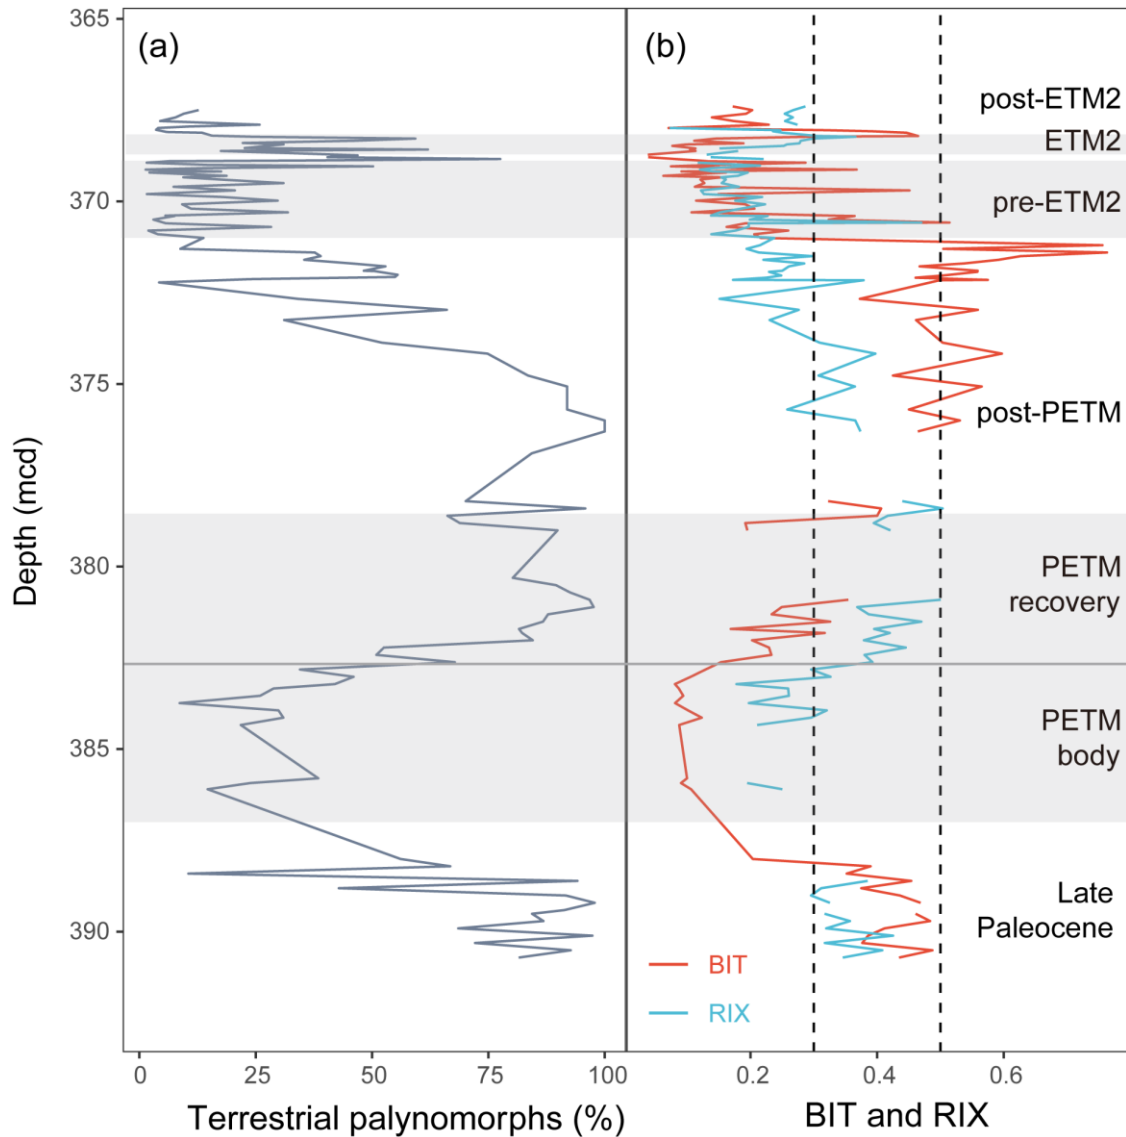 (a)
(b)
365
370
375
380
385
390
Depth (mcd)
post-ETM2
ETM2
pre-ETM2
post-PETM
PETM
recovery
PETM
body
Late
Paleocene
BIT
RIX
0
25
50
75
100
0.2
0.4
0.6
Terrestrial palynomorphs (%)
BIT and RIX